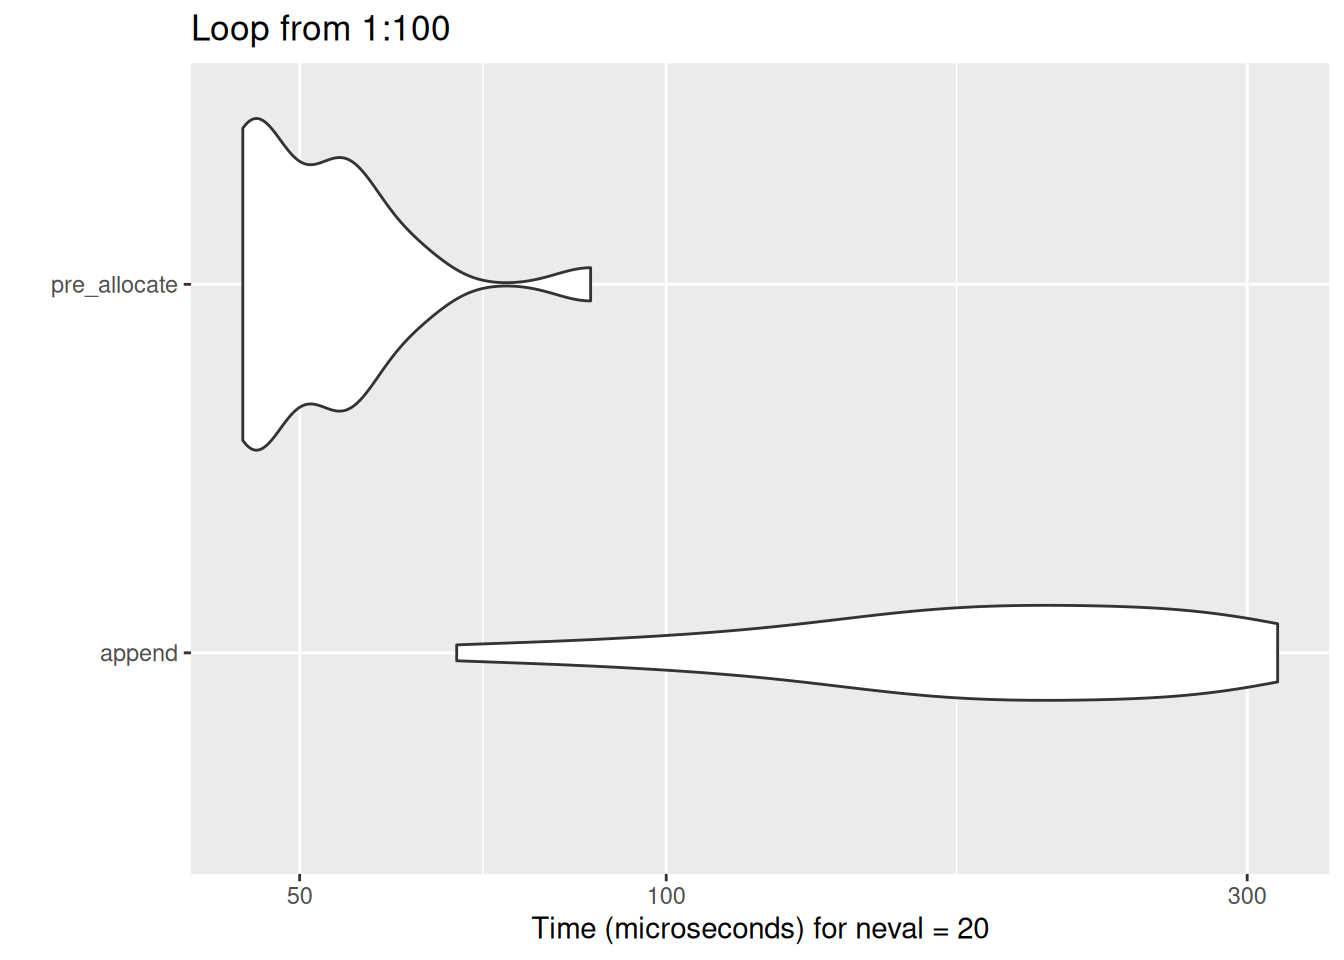 Loop from 1:100
pre_allocate
append
50 100 300
Time (microseconds) for neval = 20